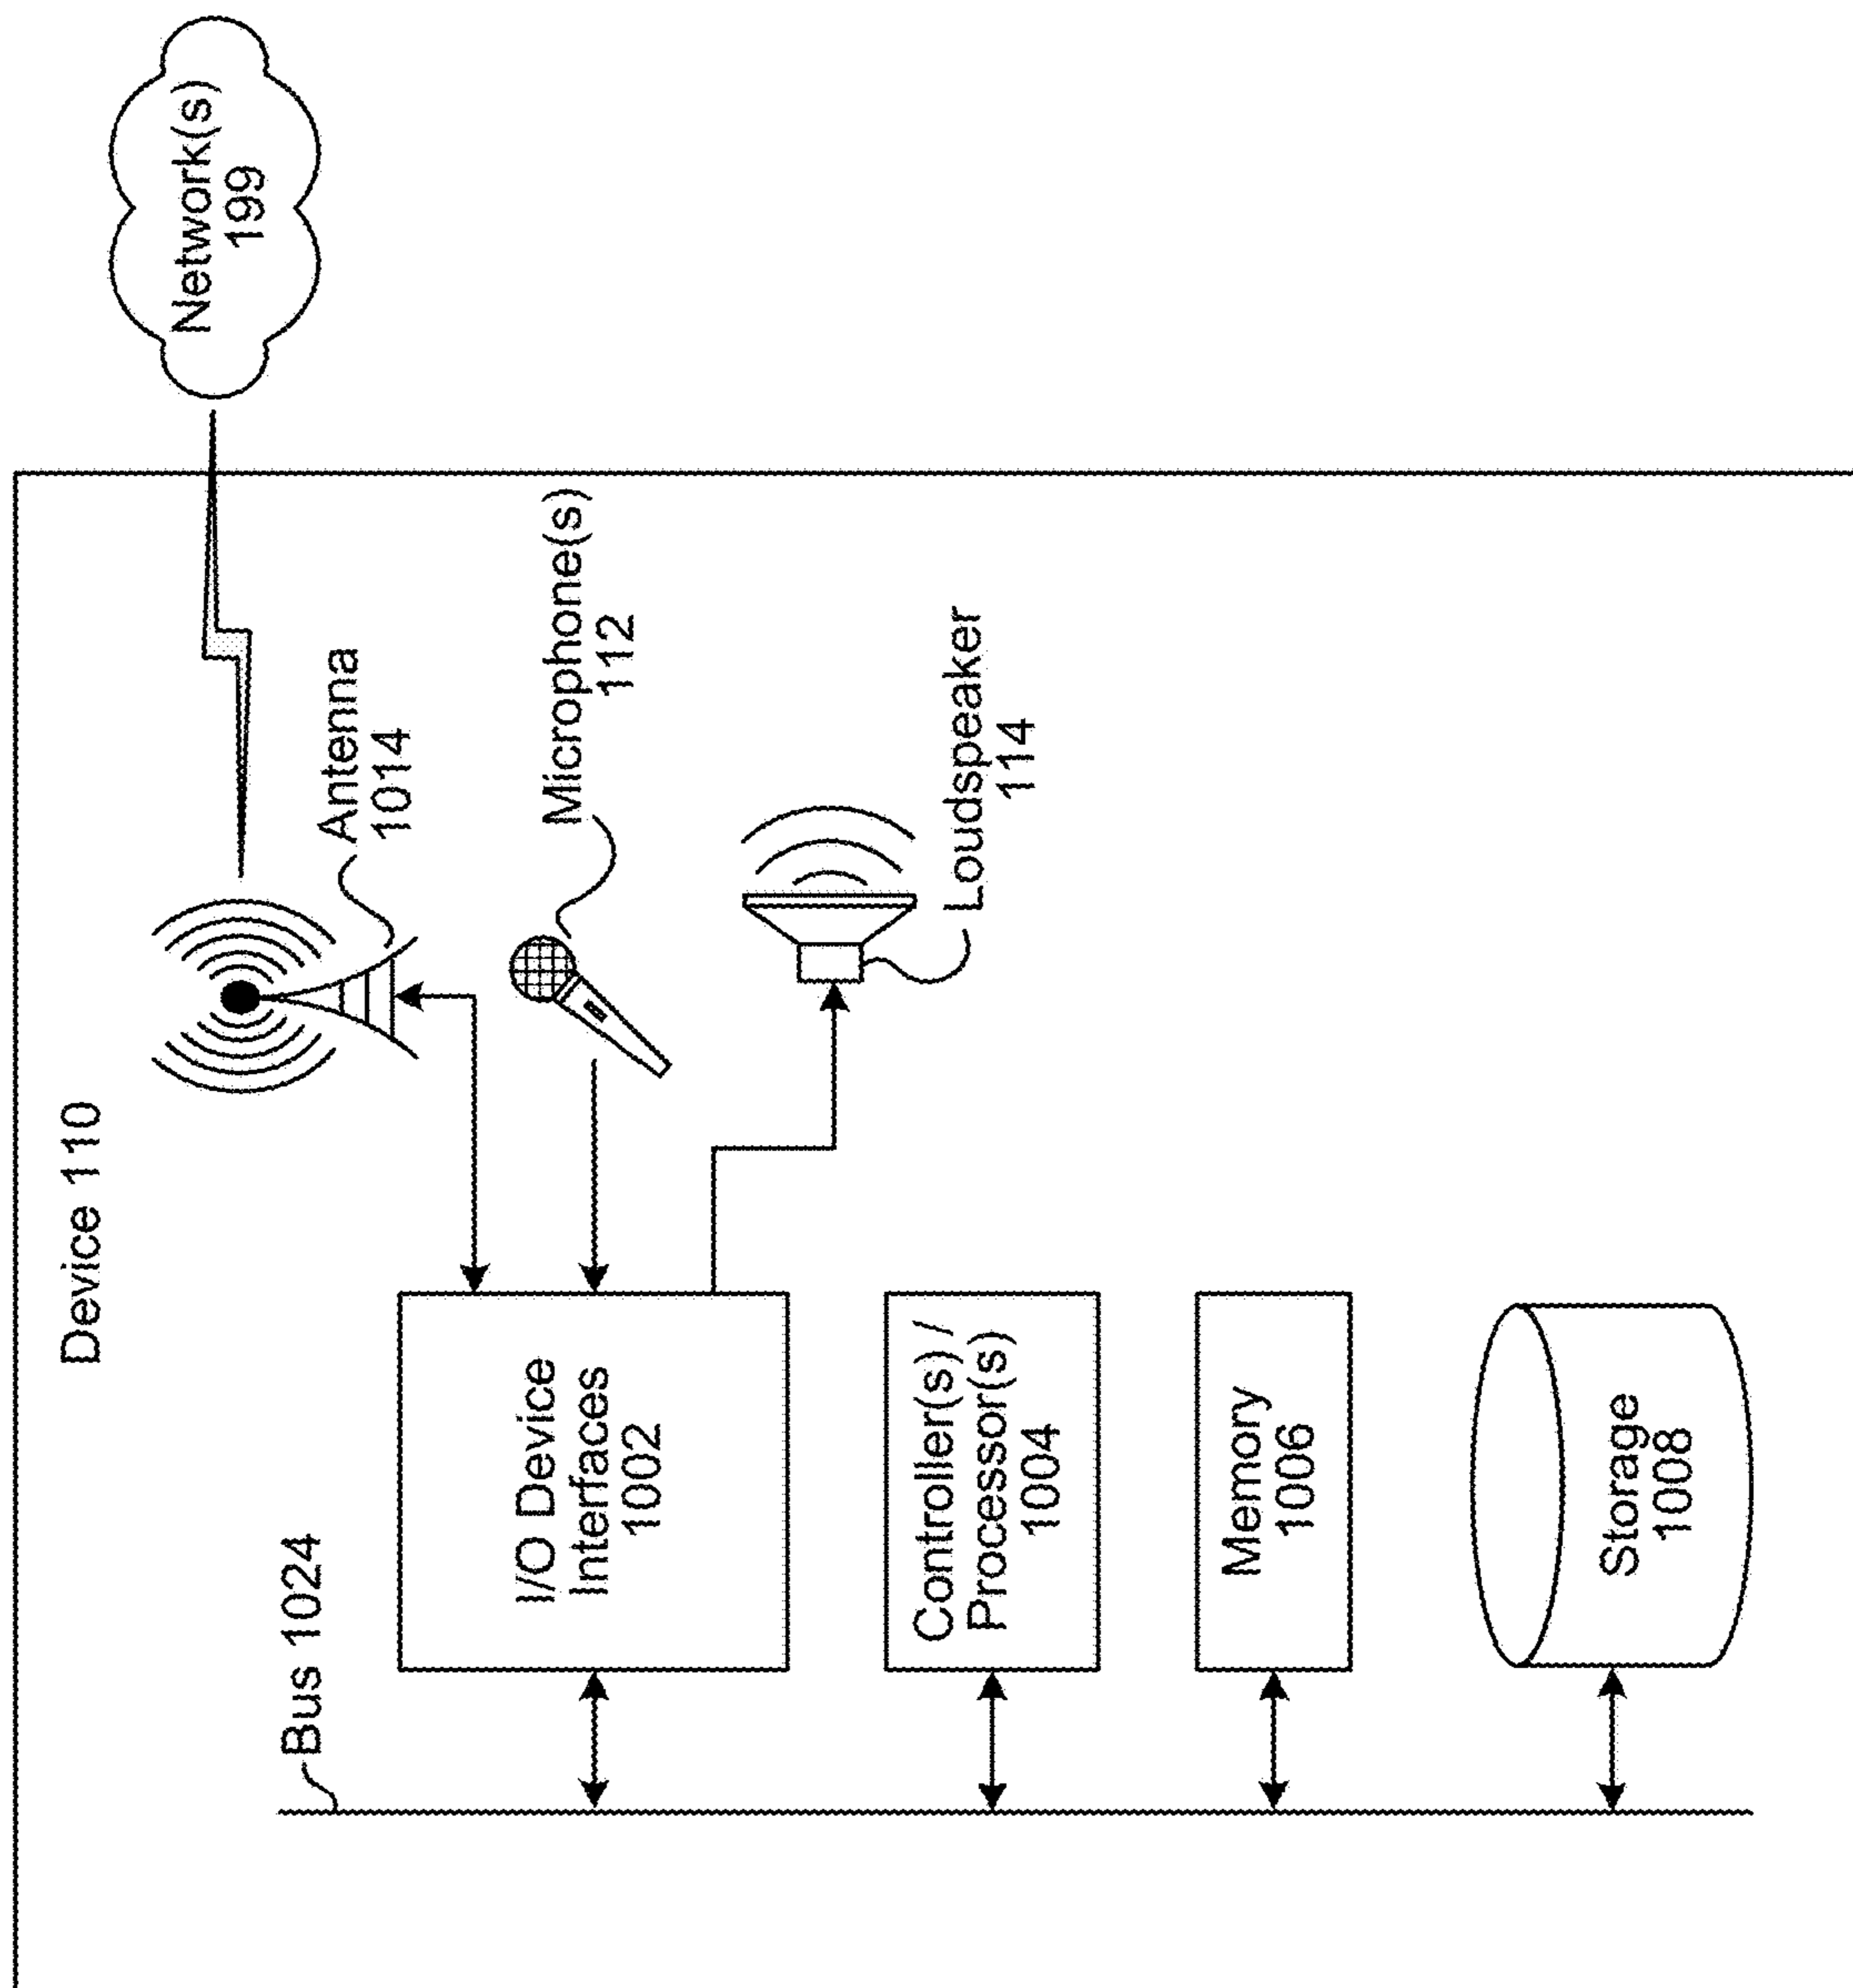 Device 110
Network(s)
199
Antenna
1014
Bus 1024
I/O Device
Interfaces
1002
Microphone(s)
112
Loudspeaker
114
Controller(s) /
Processor(s)
1004
Memory
1006
Storage
1008